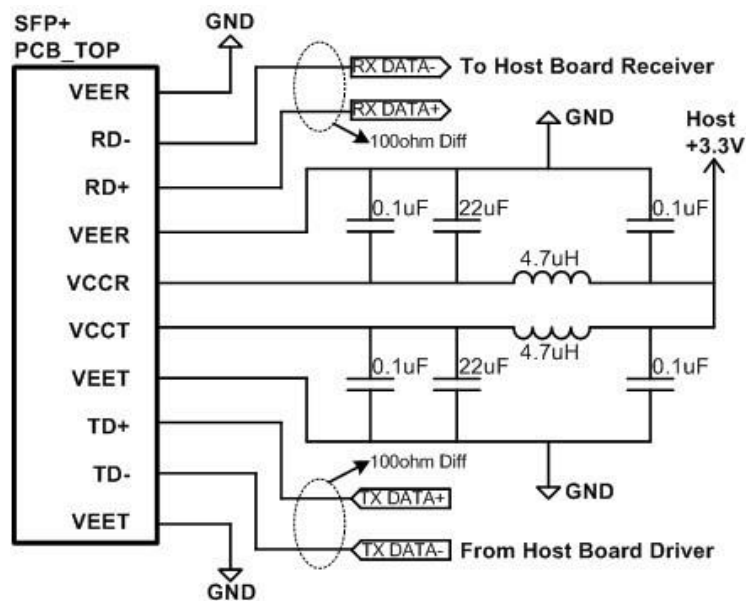 SFP+
PCB_TOP
GND
VEER
RX DATA-
To Host Board Receiver
RD-
RX DATA+
100ohm Diff
GND
Host
+3.3V
RD+
VEER
0.1uF
22uF
0.1uF
4.7uH
VCCR
VCCT
4.7uH
0.1uF
22uF
0.1uF
VEET
TD+
100ohm Diff
GND
TD-
TX DATA+
VEET
TX DATA-
From Host Board Driver
GND